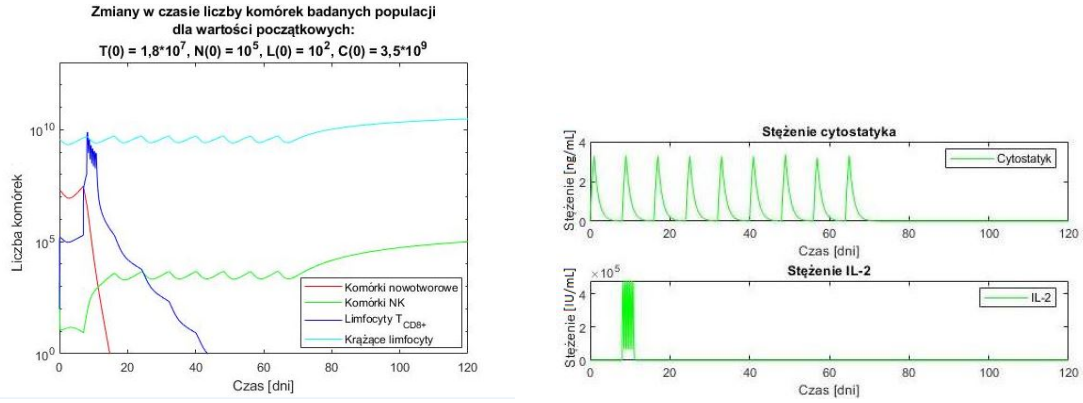 Zmiany w czasie liczby komórek badanych populacji
dla wartości początkowych:
T(0) = 1,8*10^7, N(0) = 10^5, L(0) = 10^2, C(0) = 3,5*10^9
Liczba komórek
10^10
10^5
10^0
0 20 40 60 80 100 120
Czas [dni]
Komórki nowotworowe
Komórki NK
Limfocyty T_CD8+
Krążące limfocyty
Stężenie cytostatyka
Stężenie [ng/mL]
4
2
0
0 20 40 60 80 100 120
Czas [dni]
Cytostatyk
Stężenie IL-2
×10^5
Stężenie [IU/mL]
4
2
0
0 20 40 60 80 100 120
Czas [dni]
IL-2